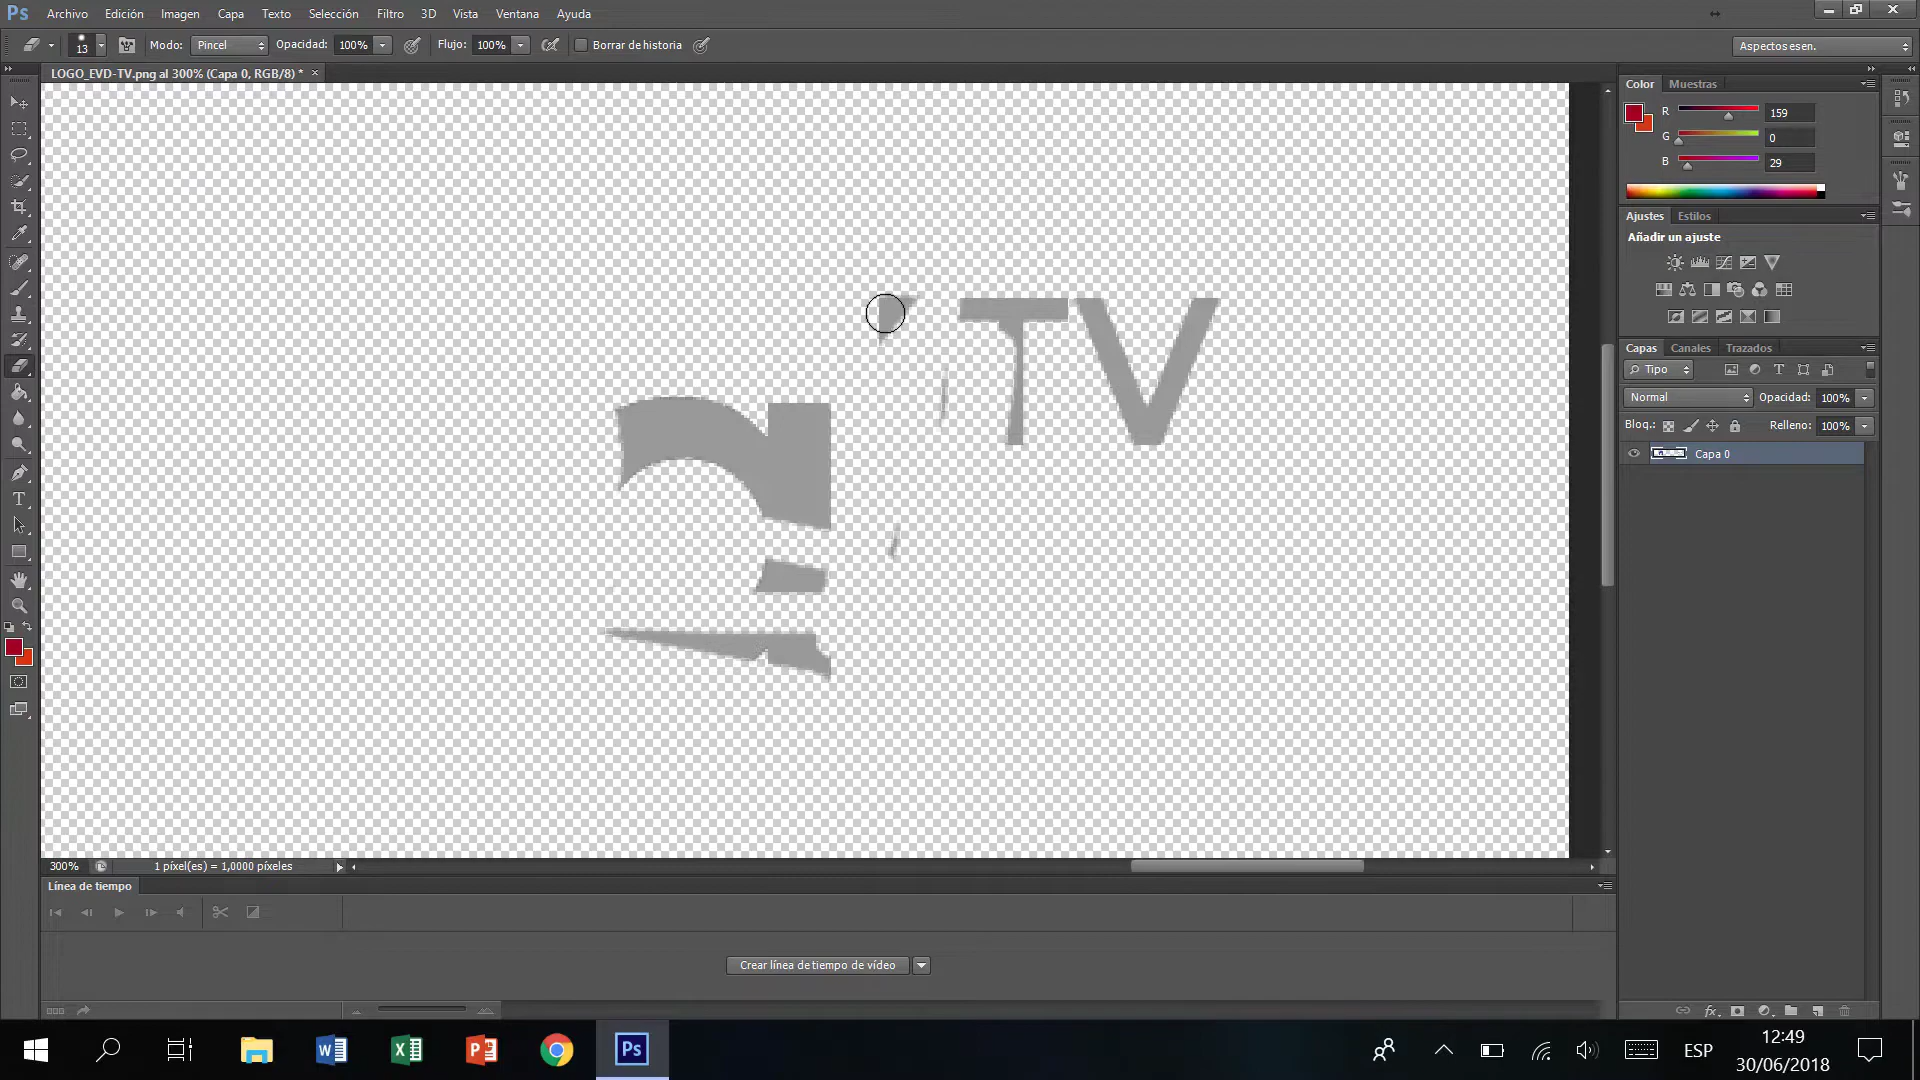 Ps Archivo Edición Imagen Capa Texto Selección Filtro 3D Vista Ventana Ayuda
13 Modo: Pincel Opacidad: 100% Flujo: 100% Borrar de historia Aspectos esen.
LOGO_EVD-TV.png al 300% (Capa 0, RGB/8) * ×
Color Muestras
R 159
G 0
B 29
Ajustes Estilos
Añadir un ajuste
TV
Capas Canales Trazados
Tipo
Normal Opacidad: 100%
Bloq.: Relleno: 100%
Capa 0
T
300% 1 píxel(es) = 1,0000 píxeles
Línea de tiempo
Crear línea de tiempo de vídeo
fx
Ps
ESP
12:49
30/06/2018